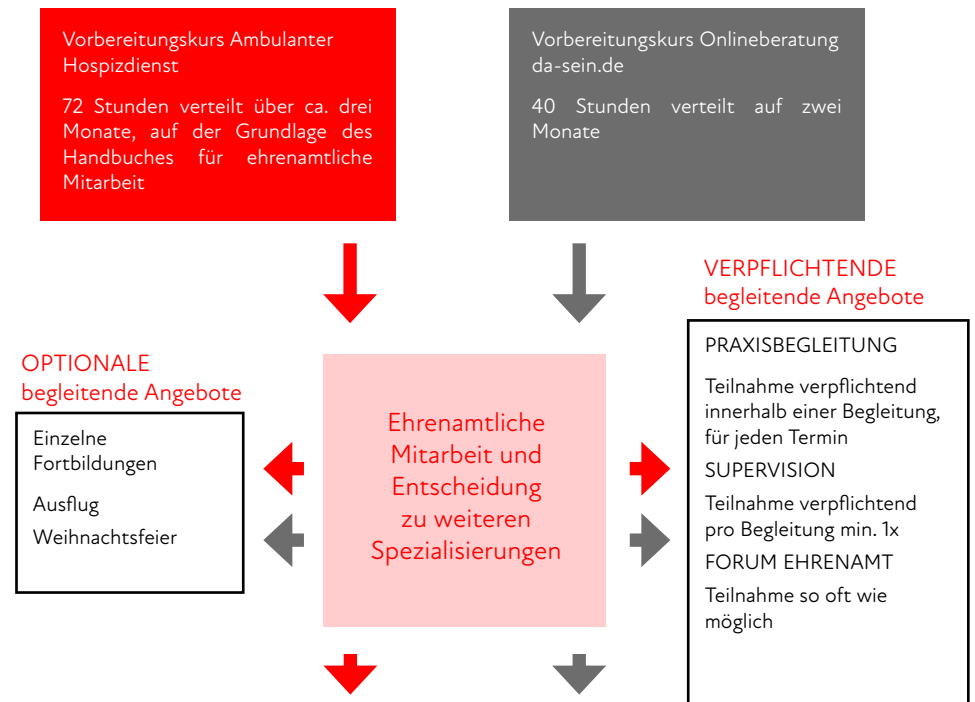 Vorbereitungskurs Ambulanter
Hospizdienst
72 Stunden verteilt über ca. drei
Monate, auf der Grundlage des
Handbuches für ehrenamtliche
Mitarbeit
Vorbereitungskurs Onlineberatung
da-sein.de
40 Stunden verteilt auf zwei
Monate
OPTIONALE
begleitende Angebote
Einzelne
Fortbildungen
Ausflug
Weihnachtsfeier
Ehrenamtliche
Mitarbeit und
Entscheidung
zu weiteren
Spezialisierungen
VERPFLICHTENDE
begleitende Angebote
PRAXISBEGLEITUNG
Teilnahme verpflichtend
innerhalb einer Begleitung,
für jeden Termin
SUPERVISION
Teilnahme verpflichtend
pro Begleitung min. 1x
FORUM EHRENAMT
Teilnahme so oft wie
möglich